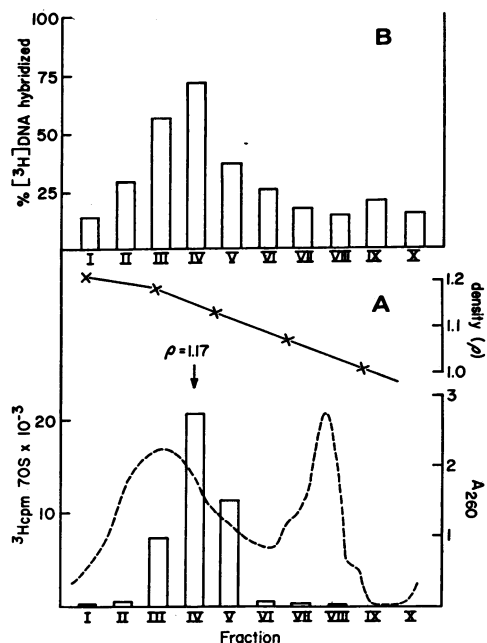 B
100
75
50
25
% [³H]DNA hybridized
I II III IV V VI VII VIII IX X
A
1.2
1.1
1.0
density (ρ)
ρ=1.17
3
2
1
A260
20
10
³Hcpm 70S x 10⁻³
I II III IV V VI VII VIII IX X
Fraction